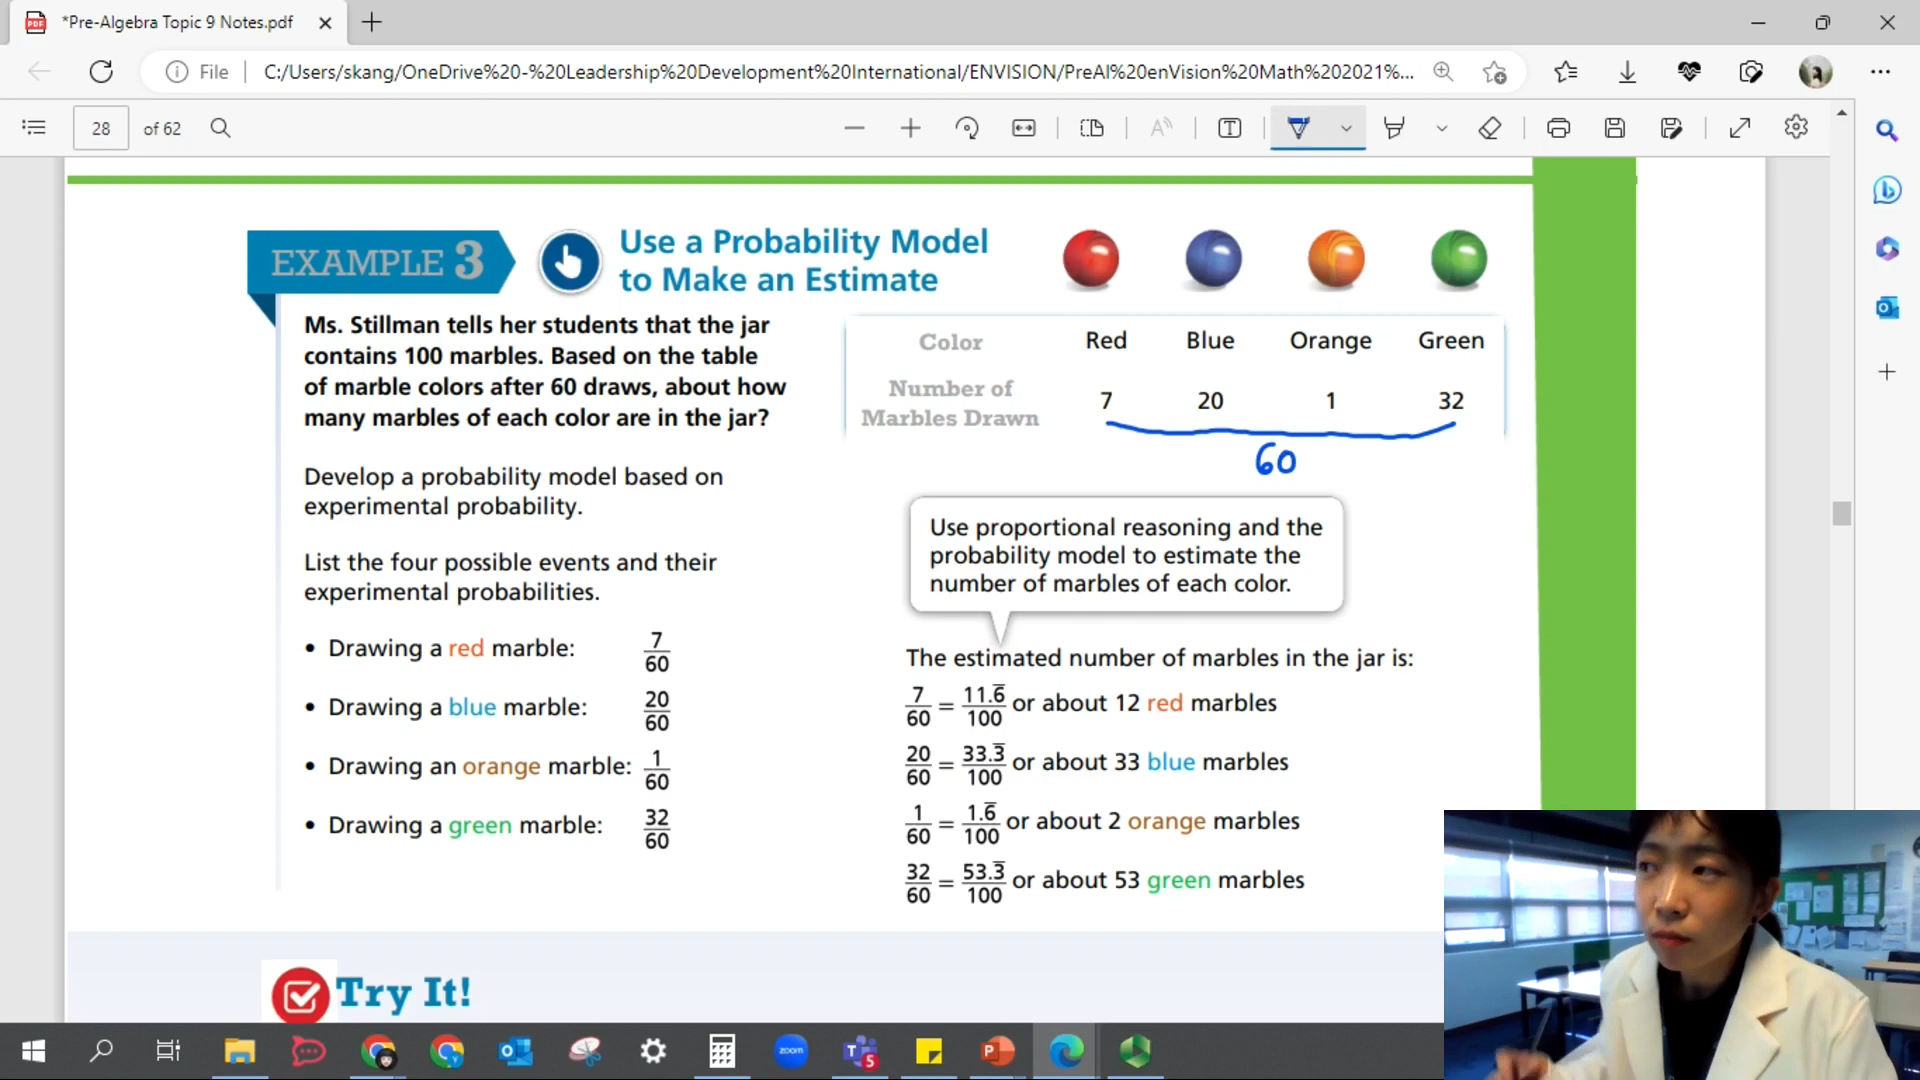 *Pre-Algebra Topic 9 Notes.pdf
File
C:/Users/skang/OneDrive%20-%20Leadership%20Development%20International/ENVISION/PreAl%20enVision%20Math%202021%...
28 of 62
EXAMPLE 3
Use a Probability Model
to Make an Estimate
Ms. Stillman tells her students that the jar
contains 100 marbles. Based on the table
of marble colors after 60 draws, about how
many marbles of each color are in the jar?
Color Red Blue Orange Green
Number of
Marbles Drawn 7 20 1 32
60
Develop a probability model based on
experimental probability.
List the four possible events and their
experimental probabilities.
• Drawing a red marble: 7/60
• Drawing a blue marble: 20/60
• Drawing an orange marble: 1/60
• Drawing a green marble: 32/60
Use proportional reasoning and the
probability model to estimate the
number of marbles of each color.
The estimated number of marbles in the jar is:
7/60 = 11.6̅/100 or about 12 red marbles
20/60 = 33.3̅/100 or about 33 blue marbles
1/60 = 1.6̅/100 or about 2 orange marbles
32/60 = 53.3̅/100 or about 53 green marbles
Try It!
zoom
5